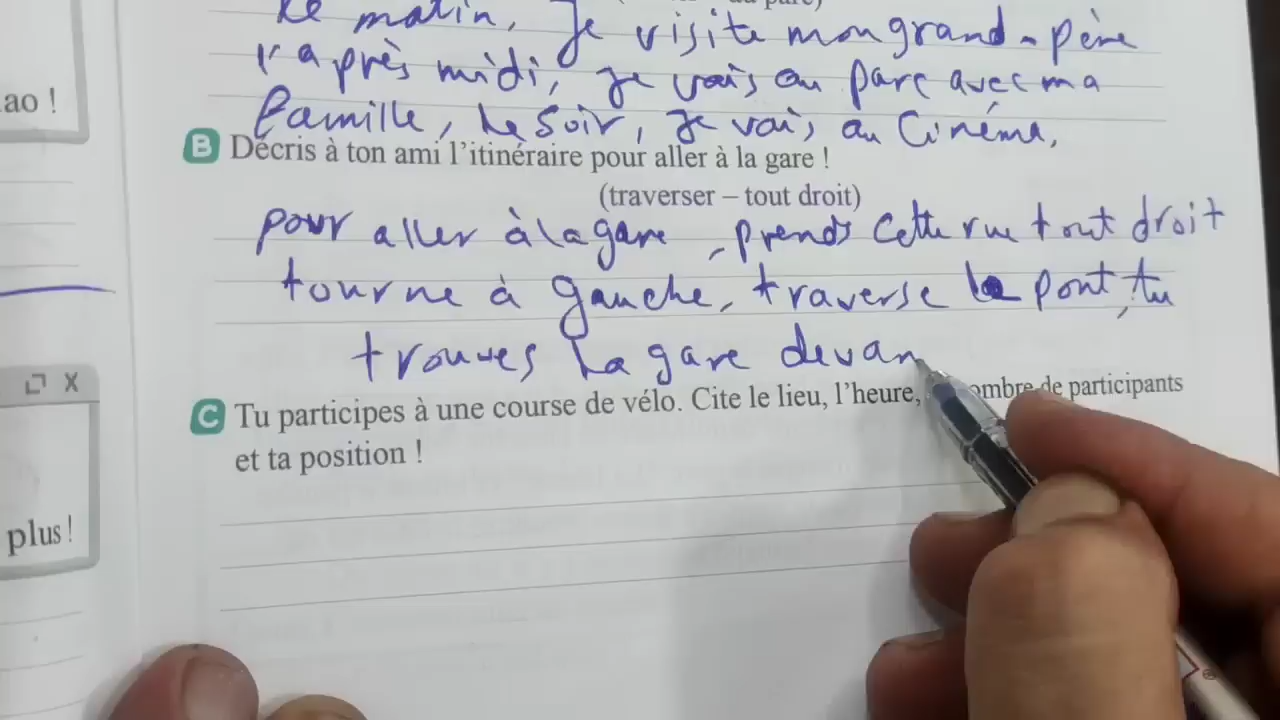 Le matin, Je visite mon grand-père
l'après midi, Je vais au parc avec ma
famille, Le soir, Je vais au Cinéma.
ao !
B Décris à ton ami l'itinéraire pour aller à la gare !
(traverser – tout droit)
pour aller à la gare, prends cette rue tout droit
tourne à gauche, traverse le pont, tu
trouves La gare devan
C Tu participes à une course de vélo. Cite le lieu, l'heure, ombre de participants
et ta position !
plus !